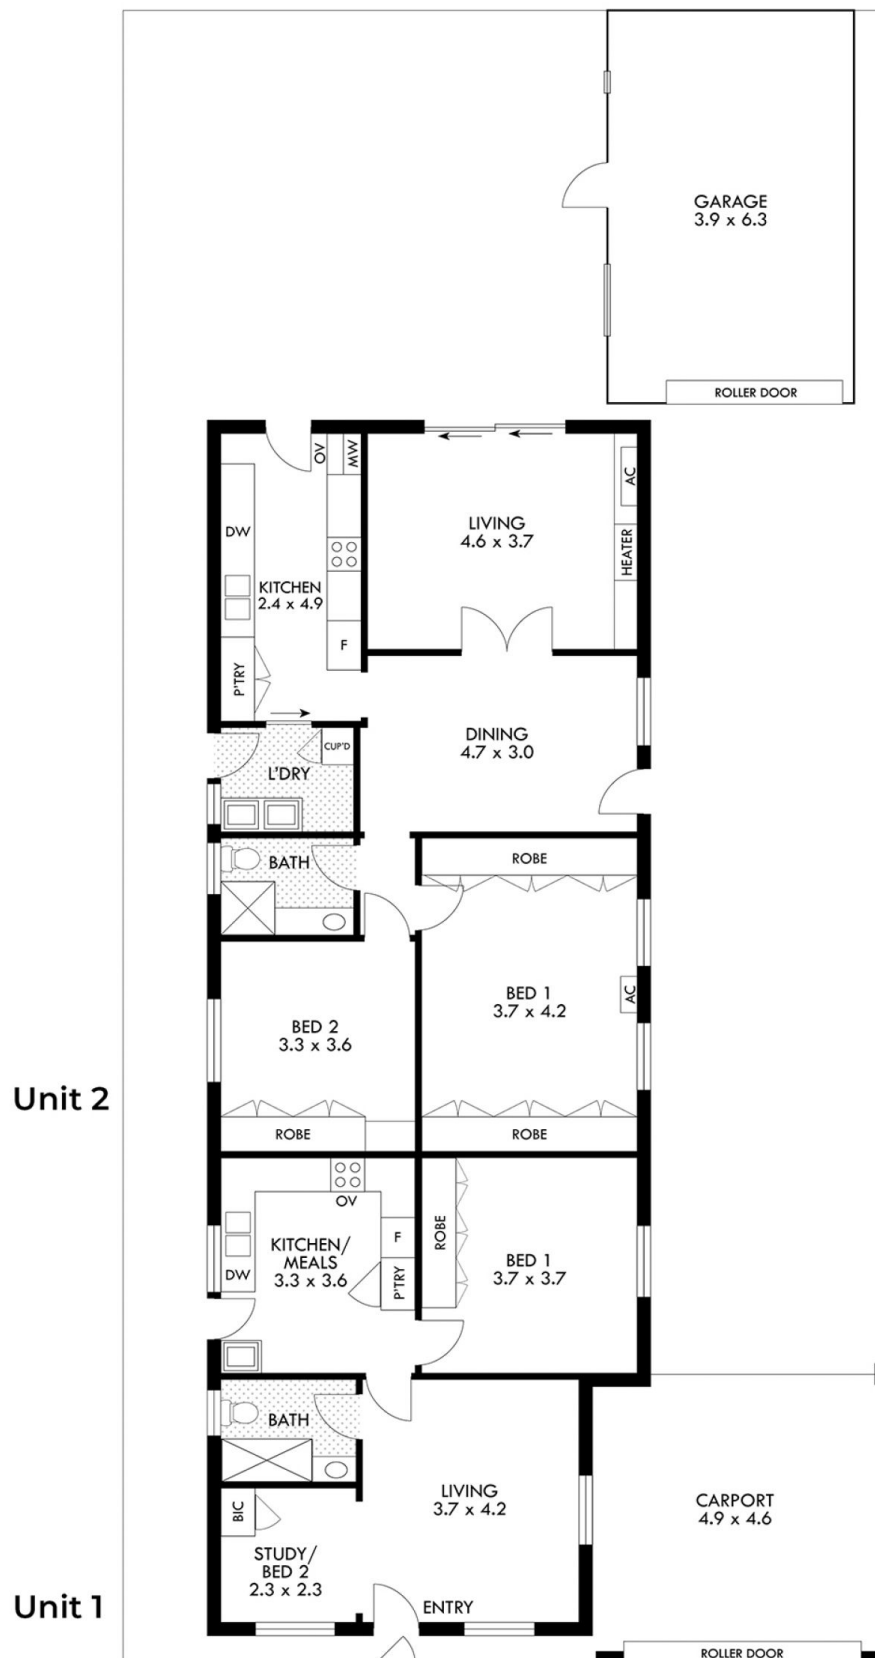 GARAGE
3.9 x 6.3
ROLLER DOOR
OV
MW
AC
LIVING
4.6 x 3.7
DW
HEATER
KITCHEN
2.4 x 4.9
F
P'TRY
DINING
4.7 x 3.0
CUP'D
L'DRY
BATH
ROBE
BED 1
3.7 x 4.2
AC
BED 2
3.3 x 3.6
Unit 2
ROBE
ROBE
OV
KITCHEN/
MEALS
3.3 x 3.6
F
ROBE
BED 1
3.7 x 3.7
DW
P'TRY
BATH
LIVING
3.7 x 4.2
CARPORT
4.9 x 4.6
BIC
STUDY/
BED 2
2.3 x 2.3
Unit 1
ENTRY
ROLLER DOOR